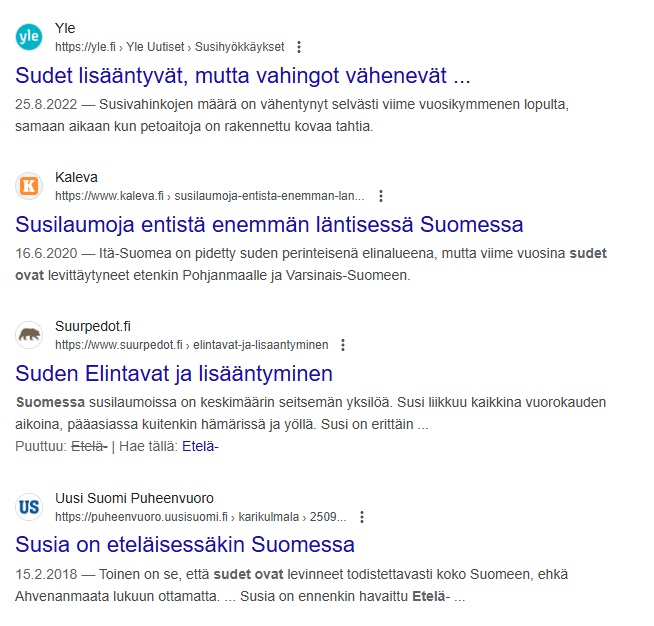 yle
Yle
https://yle.fi › Yle Uutiset › Susihyökkäykset
Sudet lisääntyvät, mutta vahingot vähenevät ...
25.8.2022 — Susivahinkojen määrä on vähentynyt selvästi viime vuosikymmenen lopulta,
samaan aikaan kun petoaitoja on rakennettu kovaa tahtia.
K
Kaleva
https://www.kaleva.fi › susilaumoja-entista-enemman-lan...
Susilaumoja entistä enemmän läntisessä Suomessa
16.6.2020 — Itä-Suomea on pidetty suden perinteisenä elinalueena, mutta viime vuosina sudet
ovat levittäytyneet etenkin Pohjanmaalle ja Varsinais-Suomeen.
Suurpedot.fi
https://www.suurpedot.fi › elintavat-ja-lisaantyminen
Suden Elintavat ja lisääntyminen
Suomessa susilaumoissa on keskimäärin seitsemän yksilöä. Susi liikkuu kaikkina vuorokauden
aikoina, pääasiassa kuitenkin hämärissä ja yöllä. Susi on erittäin ...
Puuttuu: Etelä- | Hae tällä: Etelä-
US
Uusi Suomi Puheenvuoro
https://puheenvuoro.uusisuomi.fi › karikulmala › 2509...
Susia on eteläisessäkin Suomessa
15.2.2018 — Toinen on se, että sudet ovat levinneet todistettavasti koko Suomeen, ehkä
Ahvenanmaata lukuun ottamatta. ... Susia on ennenkin havaittu Etelä- ...